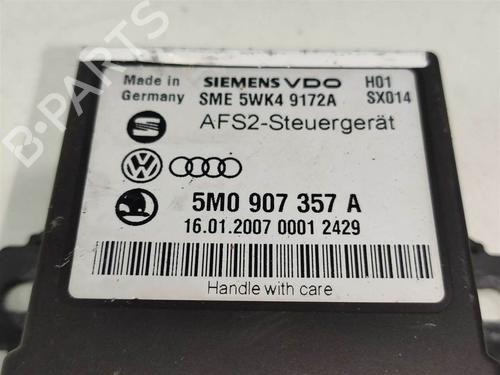 Made in SIEMENS VDO H01
Germany SME 5WK4 9172A SX014
AFS2-Steuergerät
5M0 907 357 A
16.01.2007 0001 2429
Handle with care